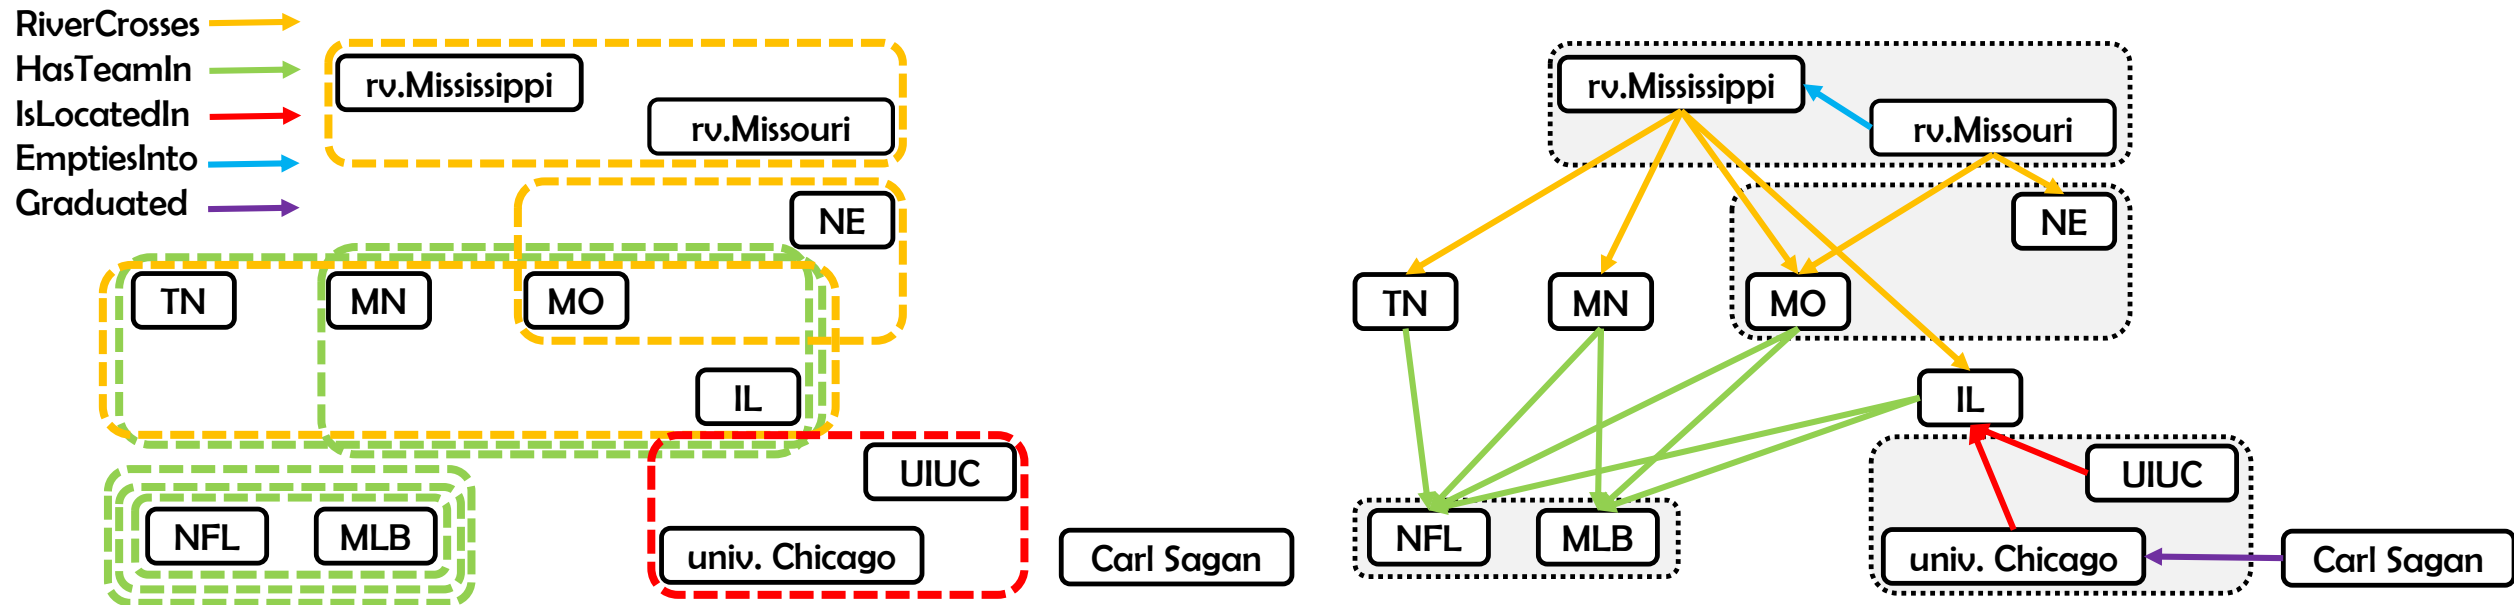 RiverCrosses
HasTeamIn
IsLocatedIn
EmptiesInto
Graduated
rv.Mississippi
rv.Missouri
NE
TN
MN
MO
IL
UIUC
NFL
MLB
univ. Chicago
Carl Sagan
rv.Mississippi
rv.Missouri
NE
TN
MN
MO
IL
UIUC
NFL
MLB
univ. Chicago
Carl Sagan